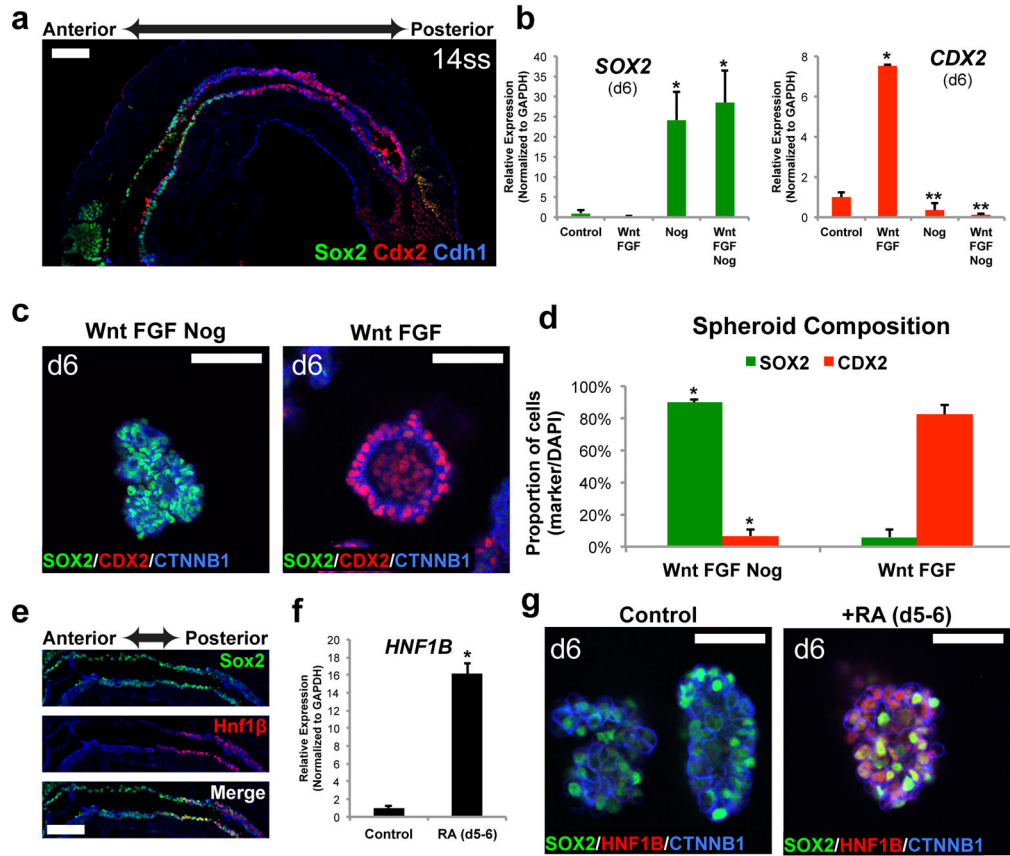 a
Anterior
Posterior
14ss
Sox2 Cdx2 Cdh1
b
SOX2
(d6)
Relative Expression
(Normalized to GAPDH)
40
35
30
25
20
15
10
5
0
*
*
Control
Wnt
FGF
Nog
Wnt
FGF
Nog
CDX2
(d6)
Relative Expression
(Normalized to GAPDH)
8
7
6
5
4
3
2
1
0
*
**
**
Control
Wnt
FGF
Nog
Wnt
FGF
Nog
c
Wnt FGF Nog
d6
SOX2/CDX2/CTNNB1
Wnt FGF
d6
SOX2/CDX2/CTNNB1
d
Spheroid Composition
SOX2 CDX2
Proportion of cells
(marker/DAPI)
100%
80%
60%
40%
20%
0%
*
*
Wnt FGF Nog
Wnt FGF
e
Anterior
Posterior
Sox2
Hnf1β
Merge
f
HNF1B
Relative Expression
(Normalized to GAPDH)
20
18
16
14
12
10
8
6
4
2
0
*
Control
RA (d5-6)
g
Control
d6
SOX2/HNF1B/CTNNB1
+RA (d5-6)
d6
SOX2/HNF1B/CTNNB1